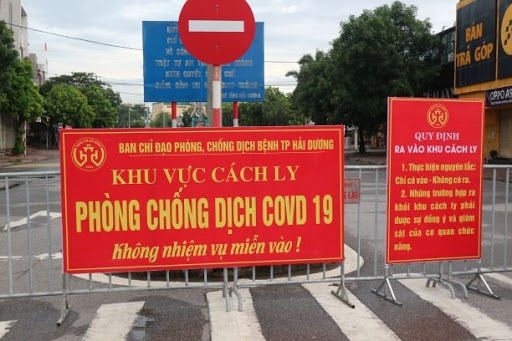 BAN CHỈ ĐẠO PHÒNG, CHỐNG DỊCH BỆNH TP HẢI DƯƠNG
KHU VỰC CÁCH LY
PHÒNG CHỐNG DỊCH COVD 19
Không nhiệm vụ miễn vào !
QUY ĐỊNH
RA VÀO KHU CÁCH LY
1. Thực hiện nguyên tắc:
Chỉ có vào - Không có ra.
2. Những trường hợp ra
khỏi khu cách ly phải
được sự đồng ý và giám
sát của cơ quan chức
năng.
BÁN
TRẢ GÓP
OPPO